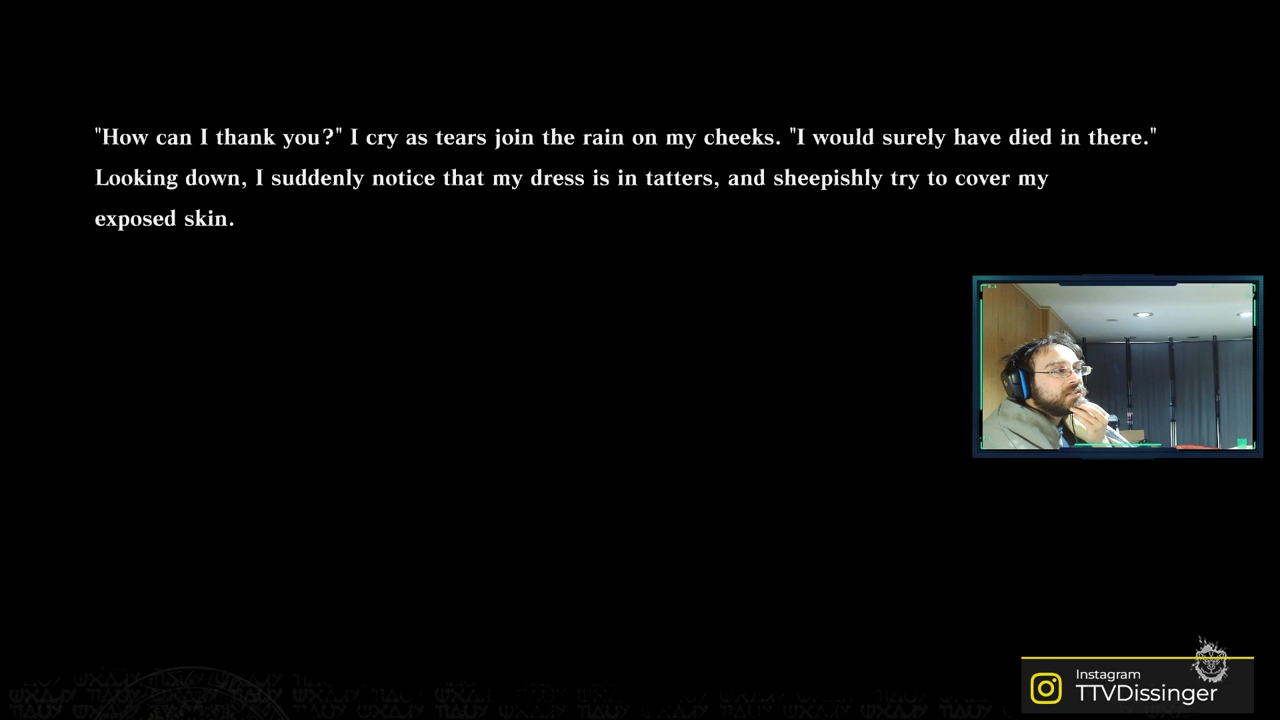 "How can I thank you?" I cry as tears join the rain on my cheeks. "I would surely have died in there."
Looking down, I suddenly notice that my dress is in tatters, and sheepishly try to cover my
exposed skin.
Instagram
TTVDissinger